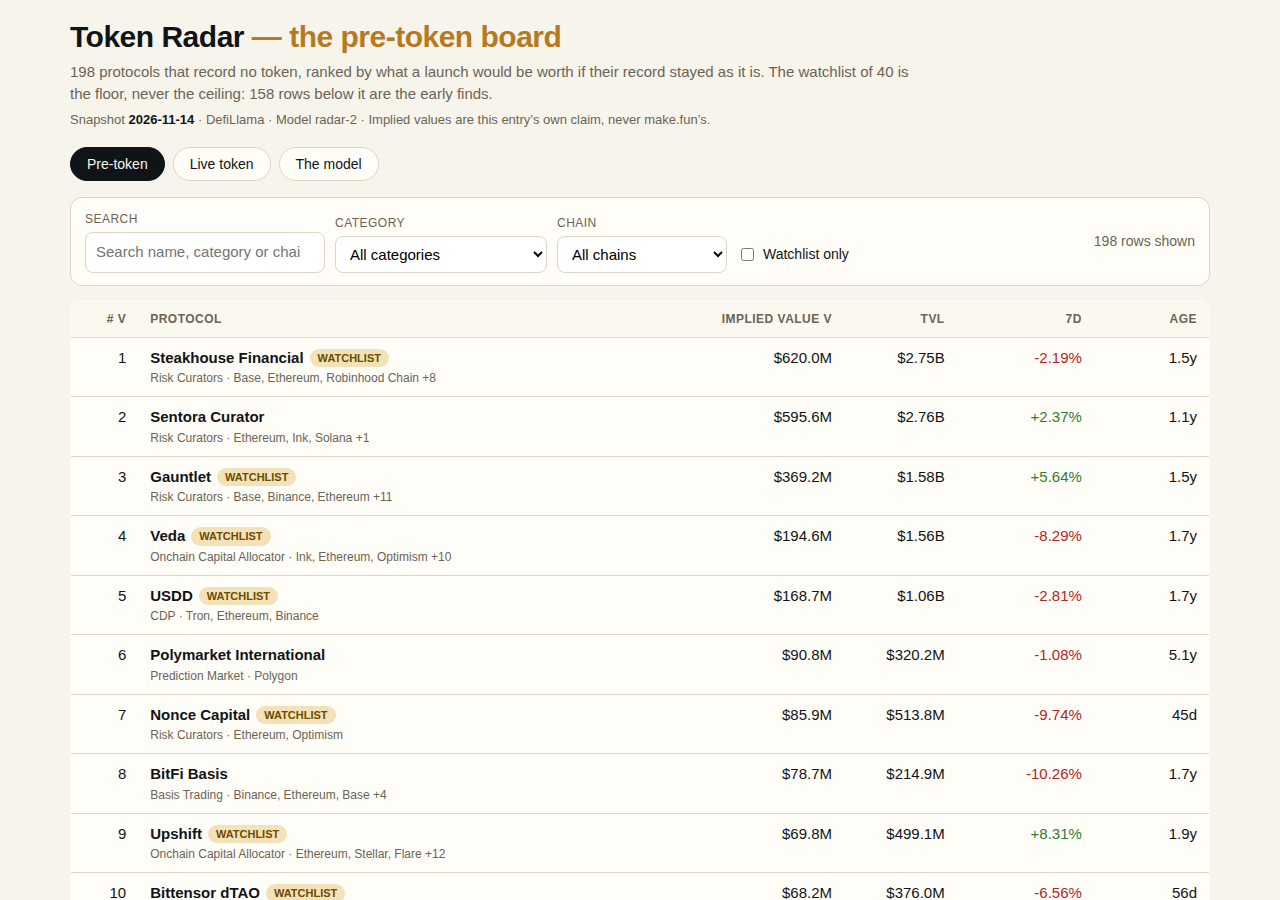 Token Radar — the pre-token board
198 protocols that record no token, ranked by what a launch would be worth if their record stayed as it is. The watchlist of 40 is
the floor, never the ceiling: 158 rows below it are the early finds.
Snapshot 2026-11-14 · DefiLlama · Model radar-2 · Implied values are this entry's own claim, never make.fun's.
Pre-token Live token The model
SEARCH CATEGORY CHAIN
Search name, category or chai All categories All chains Watchlist only 198 rows shown
# V PROTOCOL IMPLIED VALUE V TVL 7D AGE
1 Steakhouse Financial WATCHLIST $620.0M $2.75B -2.19% 1.5y
Risk Curators · Base, Ethereum, Robinhood Chain +8
2 Sentora Curator $595.6M $2.76B +2.37% 1.1y
Risk Curators · Ethereum, Ink, Solana +1
3 Gauntlet WATCHLIST $369.2M $1.58B +5.64% 1.5y
Risk Curators · Base, Binance, Ethereum +11
4 Veda WATCHLIST $194.6M $1.56B -8.29% 1.7y
Onchain Capital Allocator · Ink, Ethereum, Optimism +10
5 USDD WATCHLIST $168.7M $1.06B -2.81% 1.7y
CDP · Tron, Ethereum, Binance
6 Polymarket International $90.8M $320.2M -1.08% 5.1y
Prediction Market · Polygon
7 Nonce Capital WATCHLIST $85.9M $513.8M -9.74% 45d
Risk Curators · Ethereum, Optimism
8 BitFi Basis $78.7M $214.9M -10.26% 1.7y
Basis Trading · Binance, Ethereum, Base +4
9 Upshift WATCHLIST $69.8M $499.1M +8.31% 1.9y
Onchain Capital Allocator · Ethereum, Stellar, Flare +12
10 Bittensor dTAO WATCHLIST $68.2M $376.0M -6.56% 56d